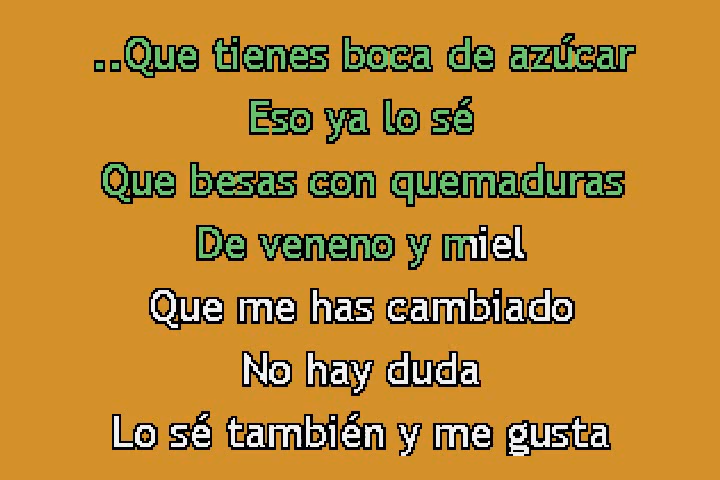 ..Que tienes boca de azúcar
Eso ya lo sé
Que besas con quemaduras
De veneno y miel
Que me has cambiado
No hay duda
Lo sé también y me gusta